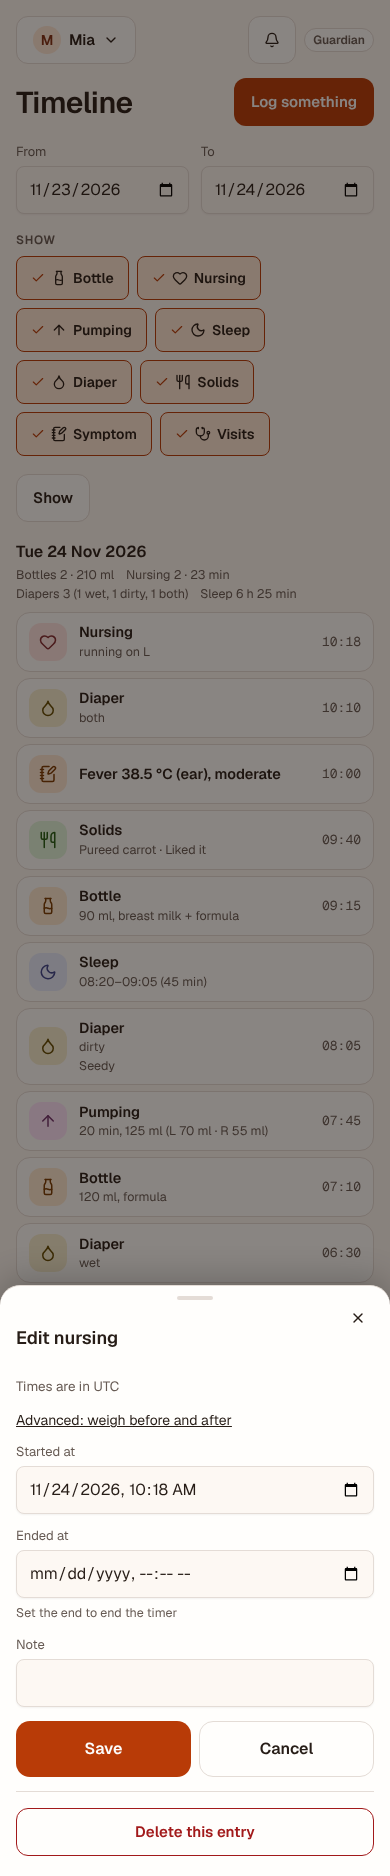 M Mia
Guardian
Timeline
Log something
From
To
11/23/2026
11/24/2026
SHOW
Bottle
Nursing
Pumping
Sleep
Diaper
Solids
Symptom
Visits
Show
Tue 24 Nov 2026
Bottles 2 · 210 ml Nursing 2 · 23 min
Diapers 3 (1 wet, 1 dirty, 1 both) Sleep 6 h 25 min
Nursing
running on L
10:18
Diaper
both
10:10
Fever 38.5 °C (ear), moderate
10:00
Solids
Pureed carrot · Liked it
09:40
Bottle
90 ml, breast milk + formula
09:15
Sleep
08:20–09:05 (45 min)
Diaper
dirty
Seedy
08:05
Pumping
20 min, 125 ml (L 70 ml · R 55 ml)
07:45
Bottle
120 ml, formula
07:10
Diaper
wet
06:30
Edit nursing
Times are in UTC
Advanced: weigh before and after
Started at
11/24/2026, 10:18 AM
Ended at
mm/dd/yyyy, --:-- --
Set the end to end the timer
Note
Save
Cancel
Delete this entry